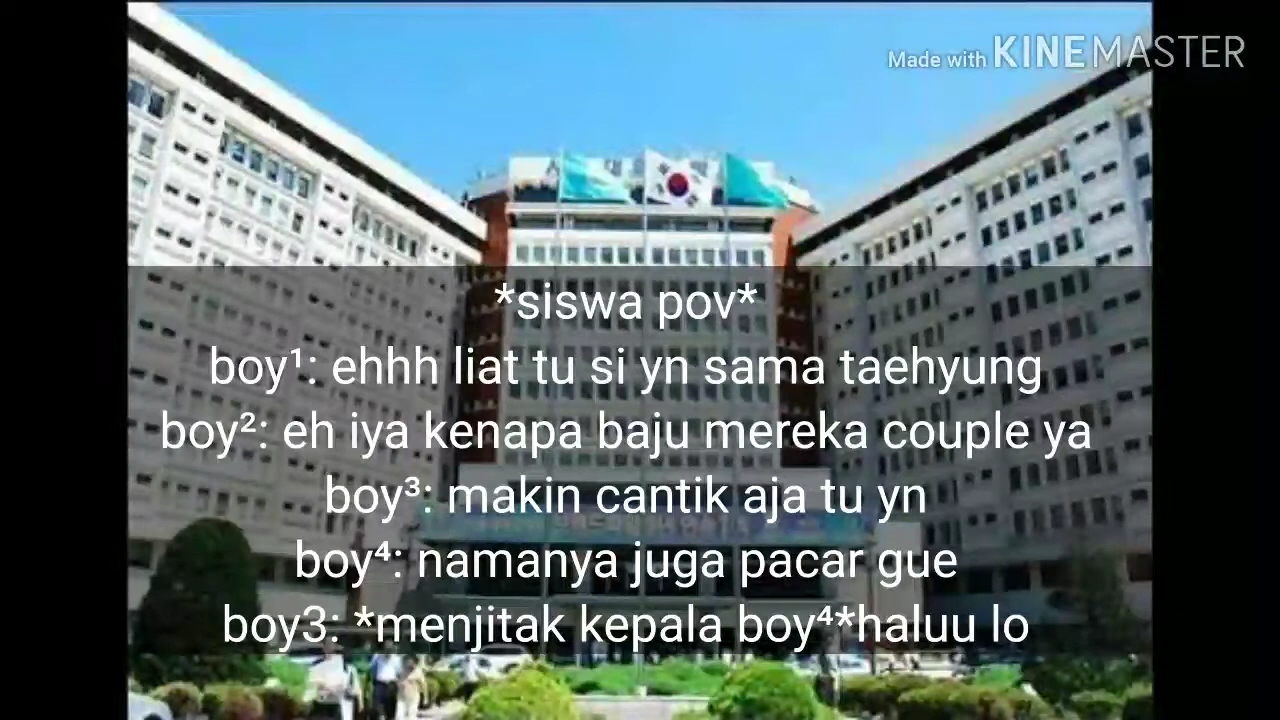 Made with KINEMASTER
*siswa pov*
boy¹: ehhh liat tu si yn sama taehyung
boy²: eh iya kenapa baju mereka couple ya
boy³: makin cantik aja tu yn
boy⁴: namanya juga pacar gue
boy3: *menjitak kepala boy⁴*haluu lo